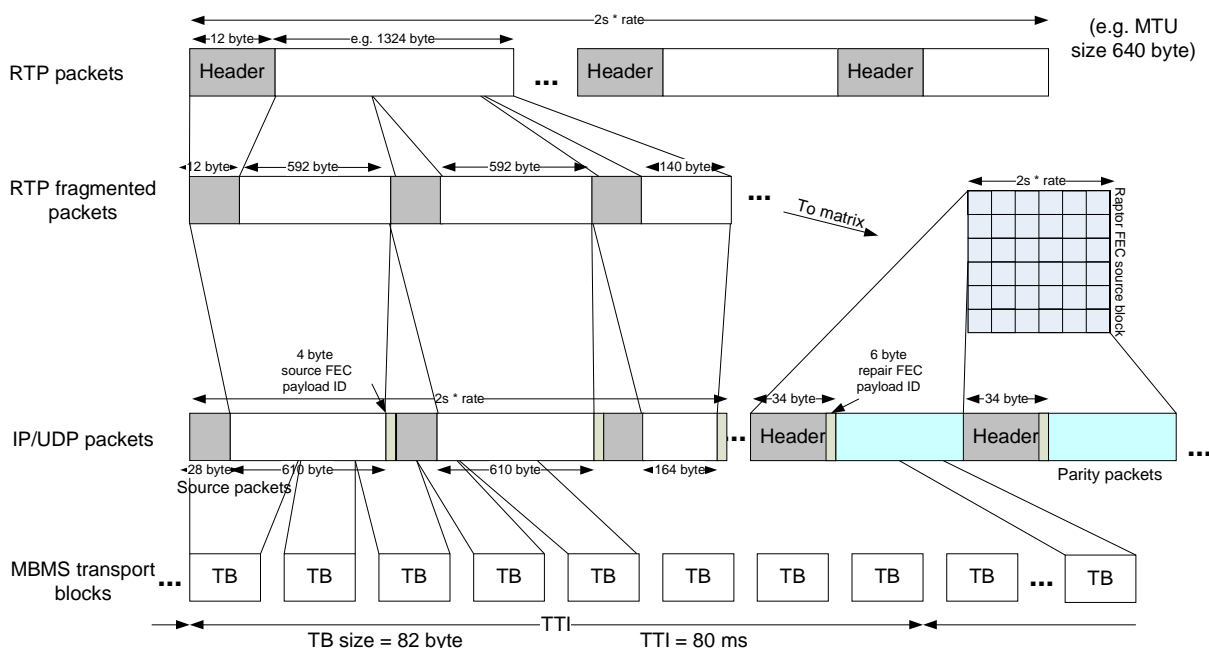 2s * rate
(e.g. MTU
size 640 byte)
12 byte
e.g. 1324 byte
RTP packets
Header
...
Header
Header
12 byte
592 byte
592 byte
140 byte
RTP fragmented
packets
...
To matrix
2s * rate
Raptor FEC source block
4 byte
source FEC
payload ID
6 byte
repair FEC
payload ID
2s * rate
34 byte
34 byte
IP/UDP packets
...
Header
Header
...
28 byte
610 byte
610 byte
164 byte
Source packets
Parity packets
MBMS transport
blocks
...
TB
TB
TB
TB
TB
TB
TB
TB
TB
...
TB
TTI
TB size = 82 byte
TTI = 80 ms